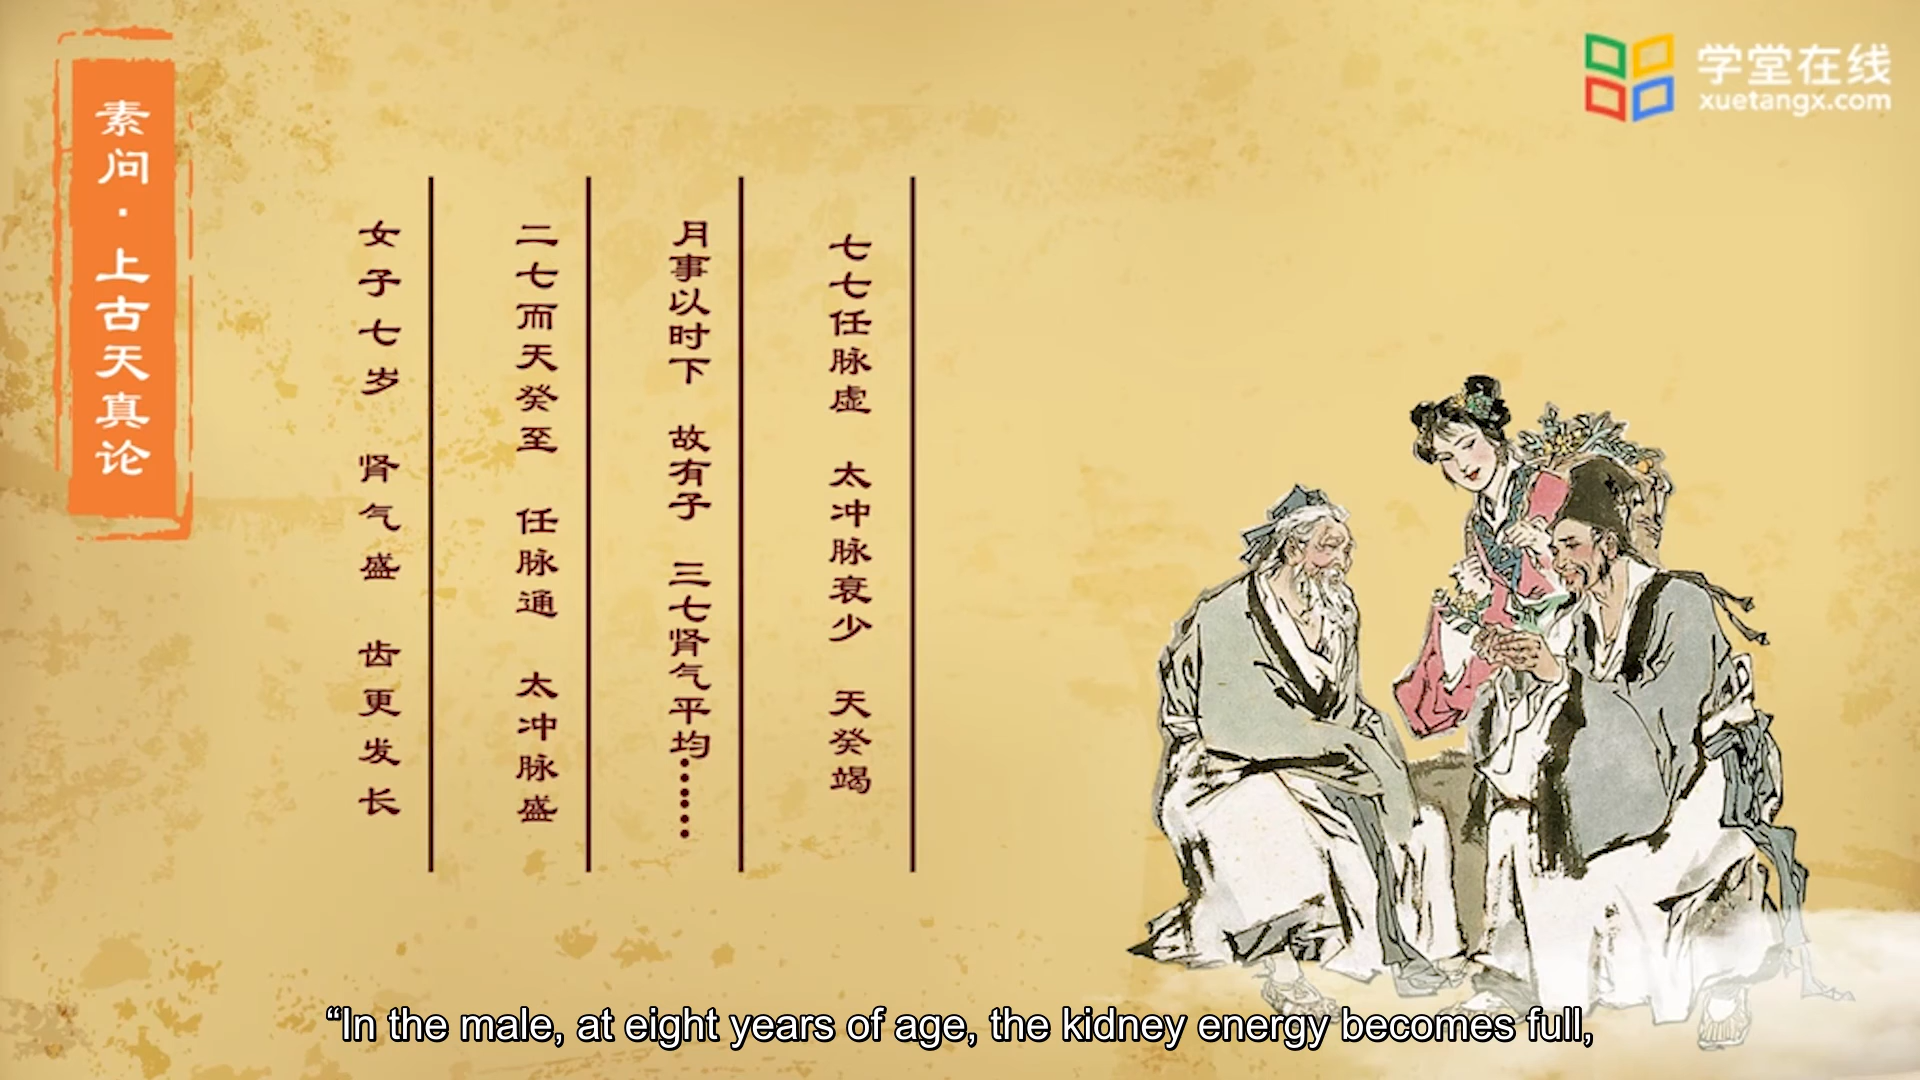 素问·上古天真论
学堂在线
xuetangx.com
女子七岁 肾气盛 齿更发长
二七而天癸至 任脉通 太冲脉盛
月事以时下 故有子 三七肾气平均······
七七任脉虚 太冲脉衰少 天癸竭
“In the male, at eight years of age, the kidney energy becomes full,